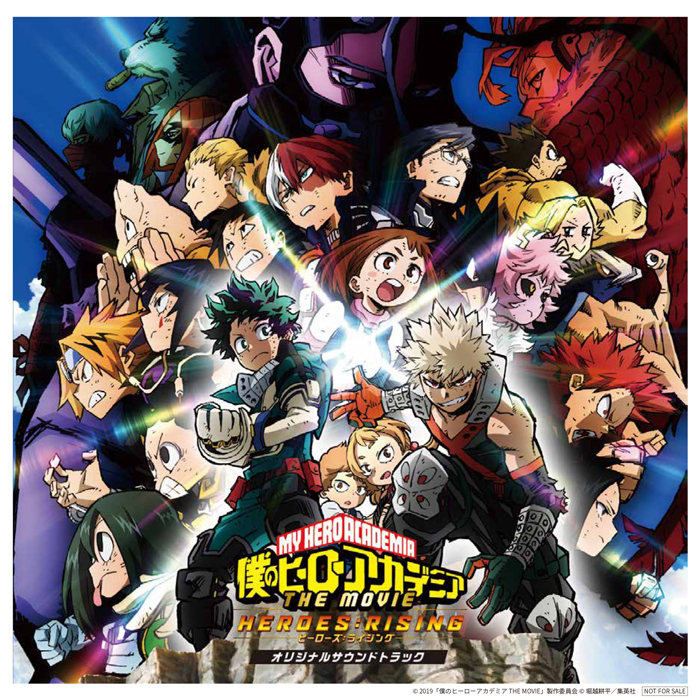 MY HERO ACADEMIA
僕のヒーローアカデミア
THE MOVIE
HEROES:RISING
ヒーローズ:ライジング
オリジナルサウンドトラック
© 2019「僕のヒーローアカデミア THE MOVIE」製作委員会 © 堀越耕平／集英社 NOT FOR SALE